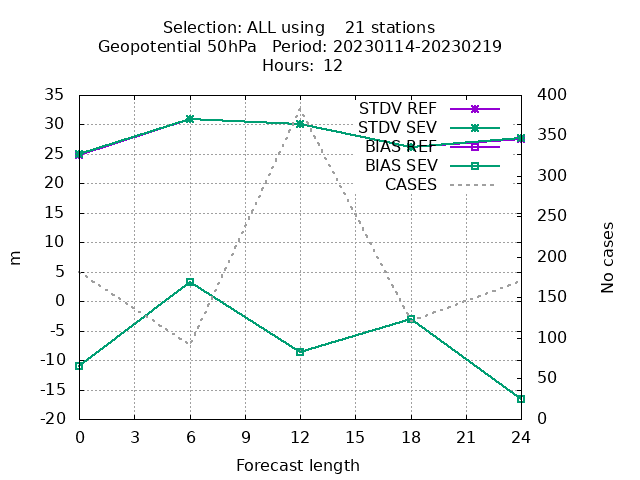 Selection: ALL using    21 stations
Geopotential 50hPa   Period: 20230114-20230219
Hours: 12
35
30
25
20
15
10
5
0
-5
-10
-15
-20
m
STDV REF
STDV SEV
BIAS REF
BIAS SEV
CASES
400
350
300
250
200
150
100
50
0
No cases
0 3 6 9 12 15 18 21 24
Forecast length